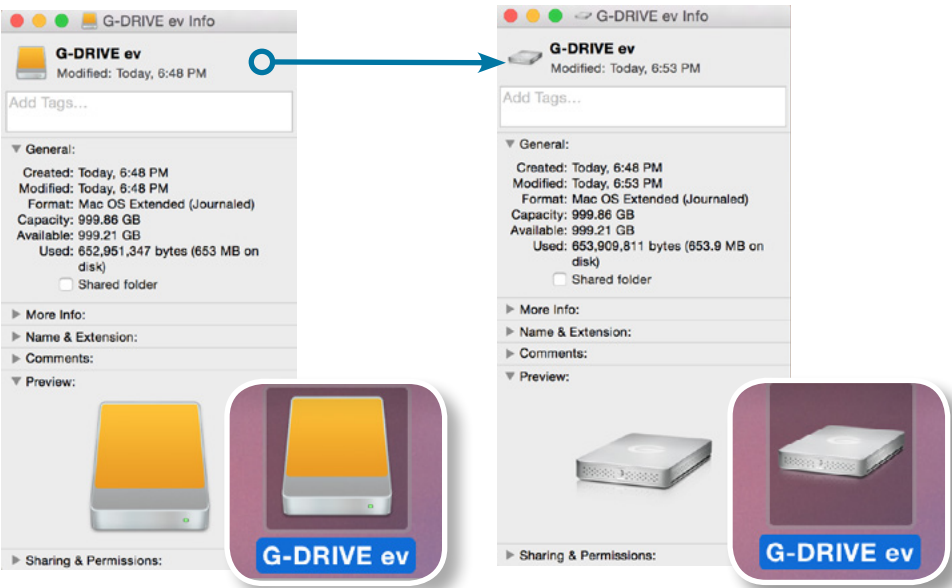 G-DRIVE ev Info
G-DRIVE ev
Modified: Today, 6:48 PM
Add Tags...
General:
Created: Today, 6:48 PM
Modified: Today, 6:48 PM
Format: Mac OS Extended (Journaled)
Capacity: 999.86 GB
Available: 999.21 GB
Used: 652,951,347 bytes (653 MB on
disk)
Shared folder
More Info:
Name & Extension:
Comments:
Preview:
G-DRIVE ev
Sharing & Permissions:
G-DRIVE ev Info
G-DRIVE ev
Modified: Today, 6:53 PM
Add Tags...
General:
Created: Today, 6:48 PM
Modified: Today, 6:53 PM
Format: Mac OS Extended (Journaled)
Capacity: 999.86 GB
Available: 999.21 GB
Used: 653,909,811 bytes (653.9 MB on
disk)
Shared folder
More Info:
Name & Extension:
Comments:
Preview:
G-DRIVE ev
Sharing & Permissions: